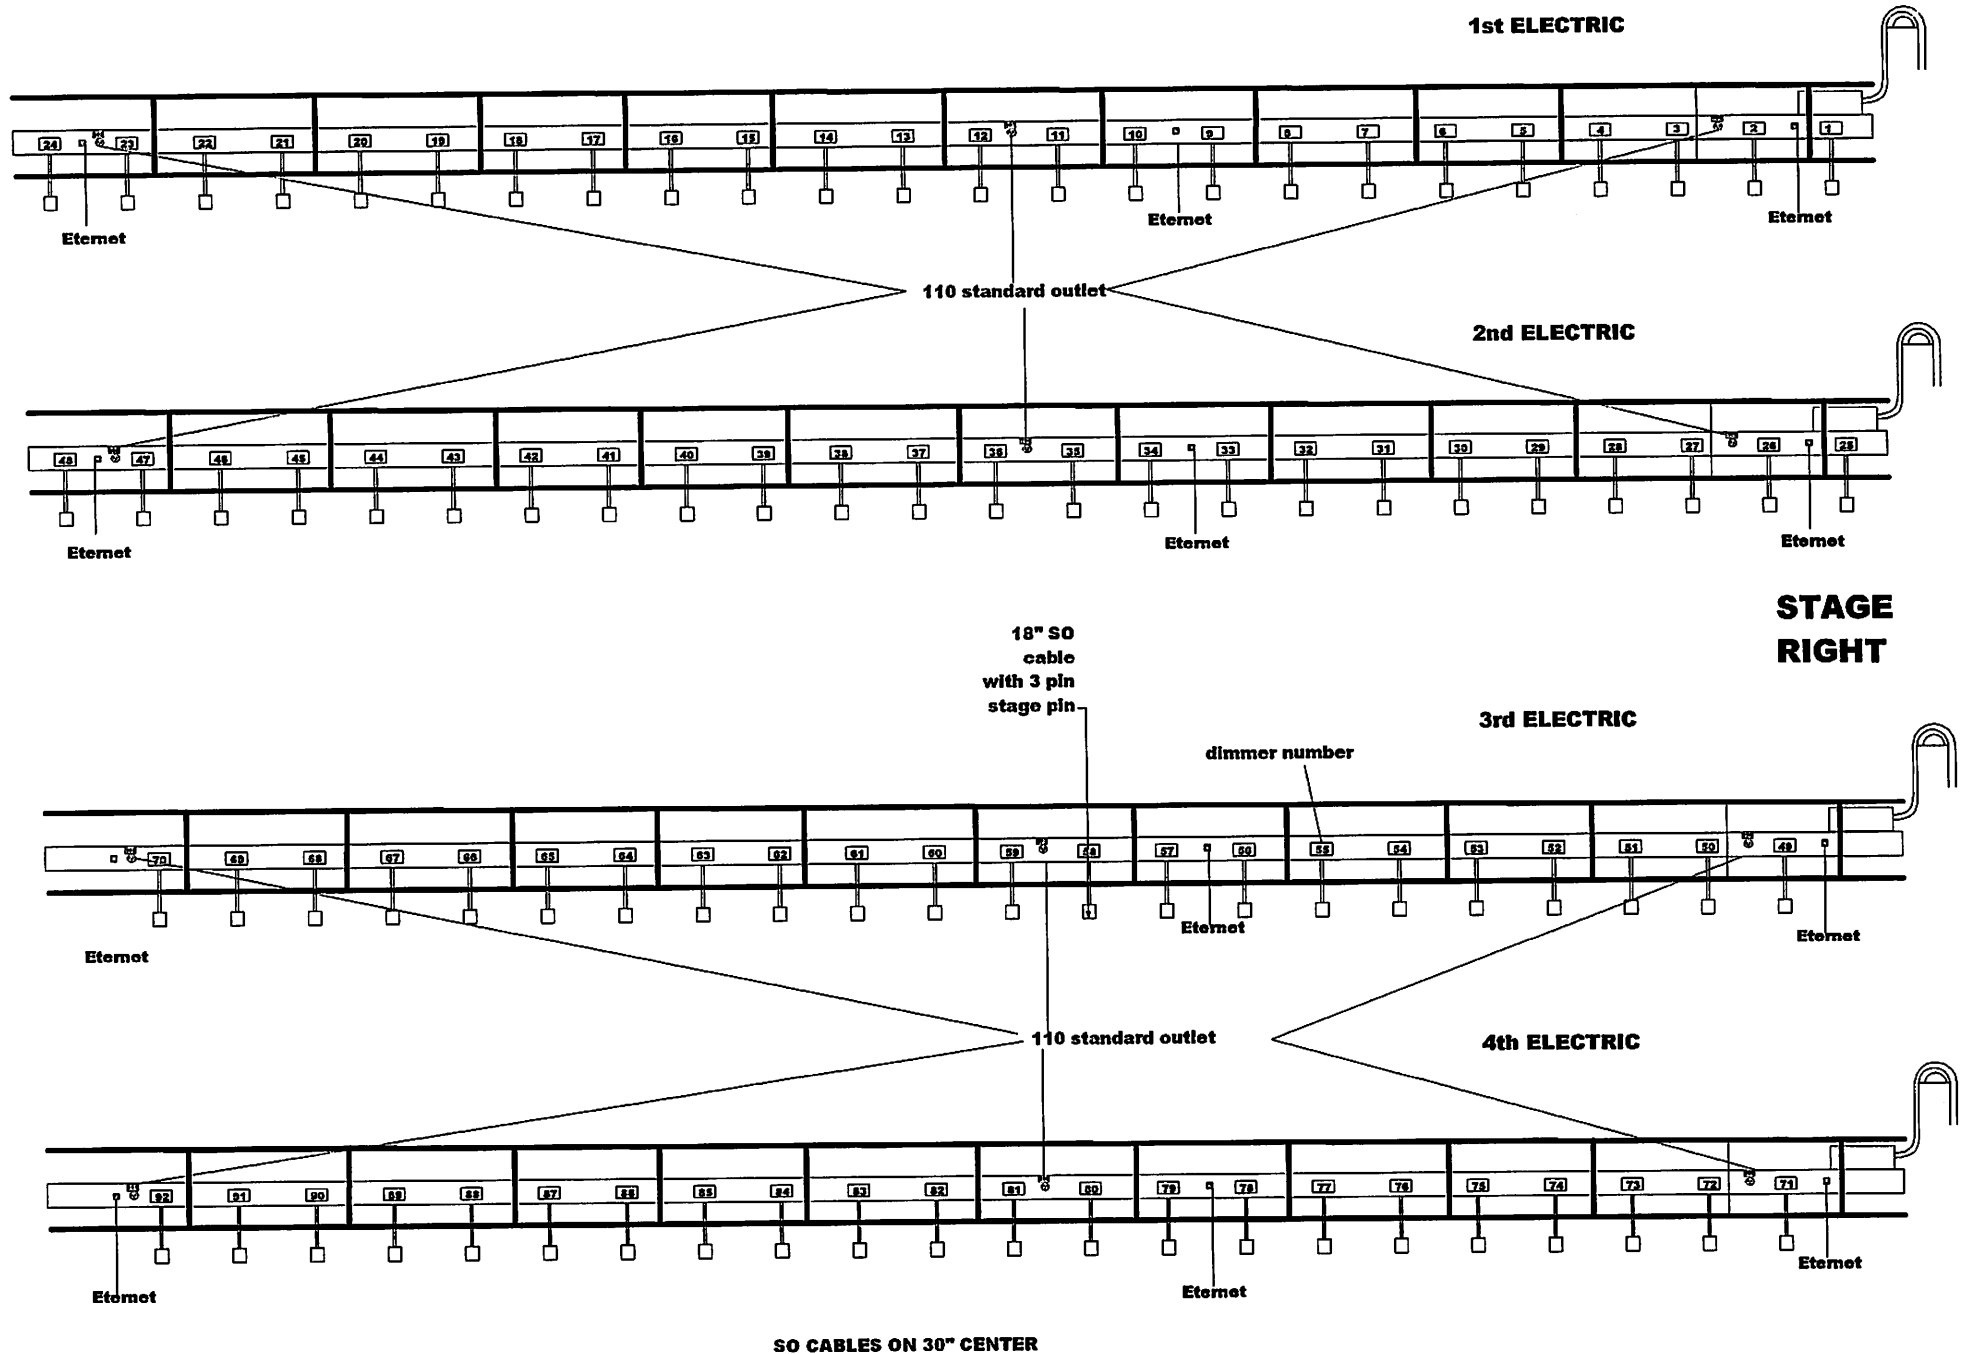 1st ELECTRIC
24 23 22 21 20 19 18 17 16 15 14 13 12 11 10 9 8 7 6 5 4 3 2 1
Eternet Eternet Eternet
110 standard outlet
2nd ELECTRIC
48 47 46 45 44 43 42 41 40 39 38 37 36 35 34 33 32 31 30 29 28 27 26 25
Eternet Eternet Eternet
STAGE
RIGHT
18" SO
cable
with 3 pin
stage pin
3rd ELECTRIC
dimmer number
70 69 68 67 66 65 64 63 62 61 60 59 58 57 56 55 54 53 52 51 50 49
Eternet Eternet Eternet
110 standard outlet
4th ELECTRIC
92 91 90 89 88 87 86 85 84 83 82 81 80 79 78 77 76 75 74 73 72 71
Eternet Eternet Eternet
SO CABLES ON 30" CENTER